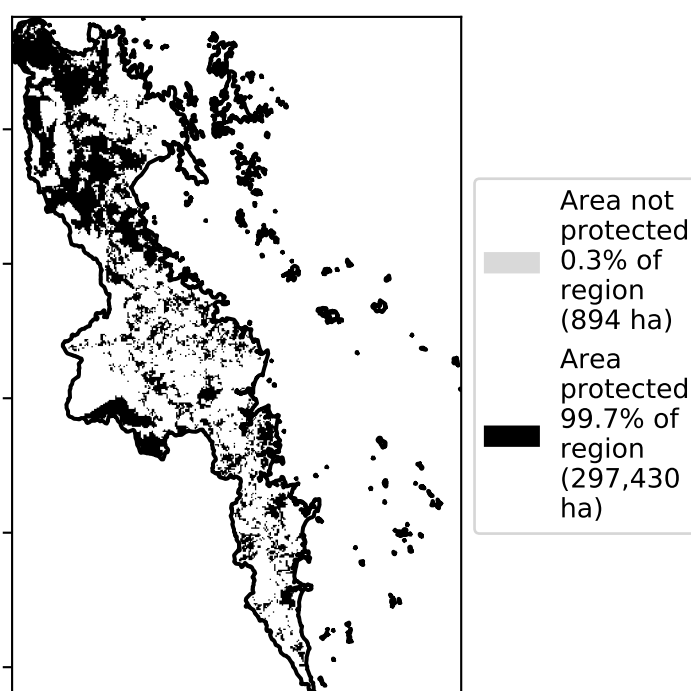 Area not
protected
0.3% of
region
(894 ha)
Area
protected
99.7% of
region
(297,430
ha)